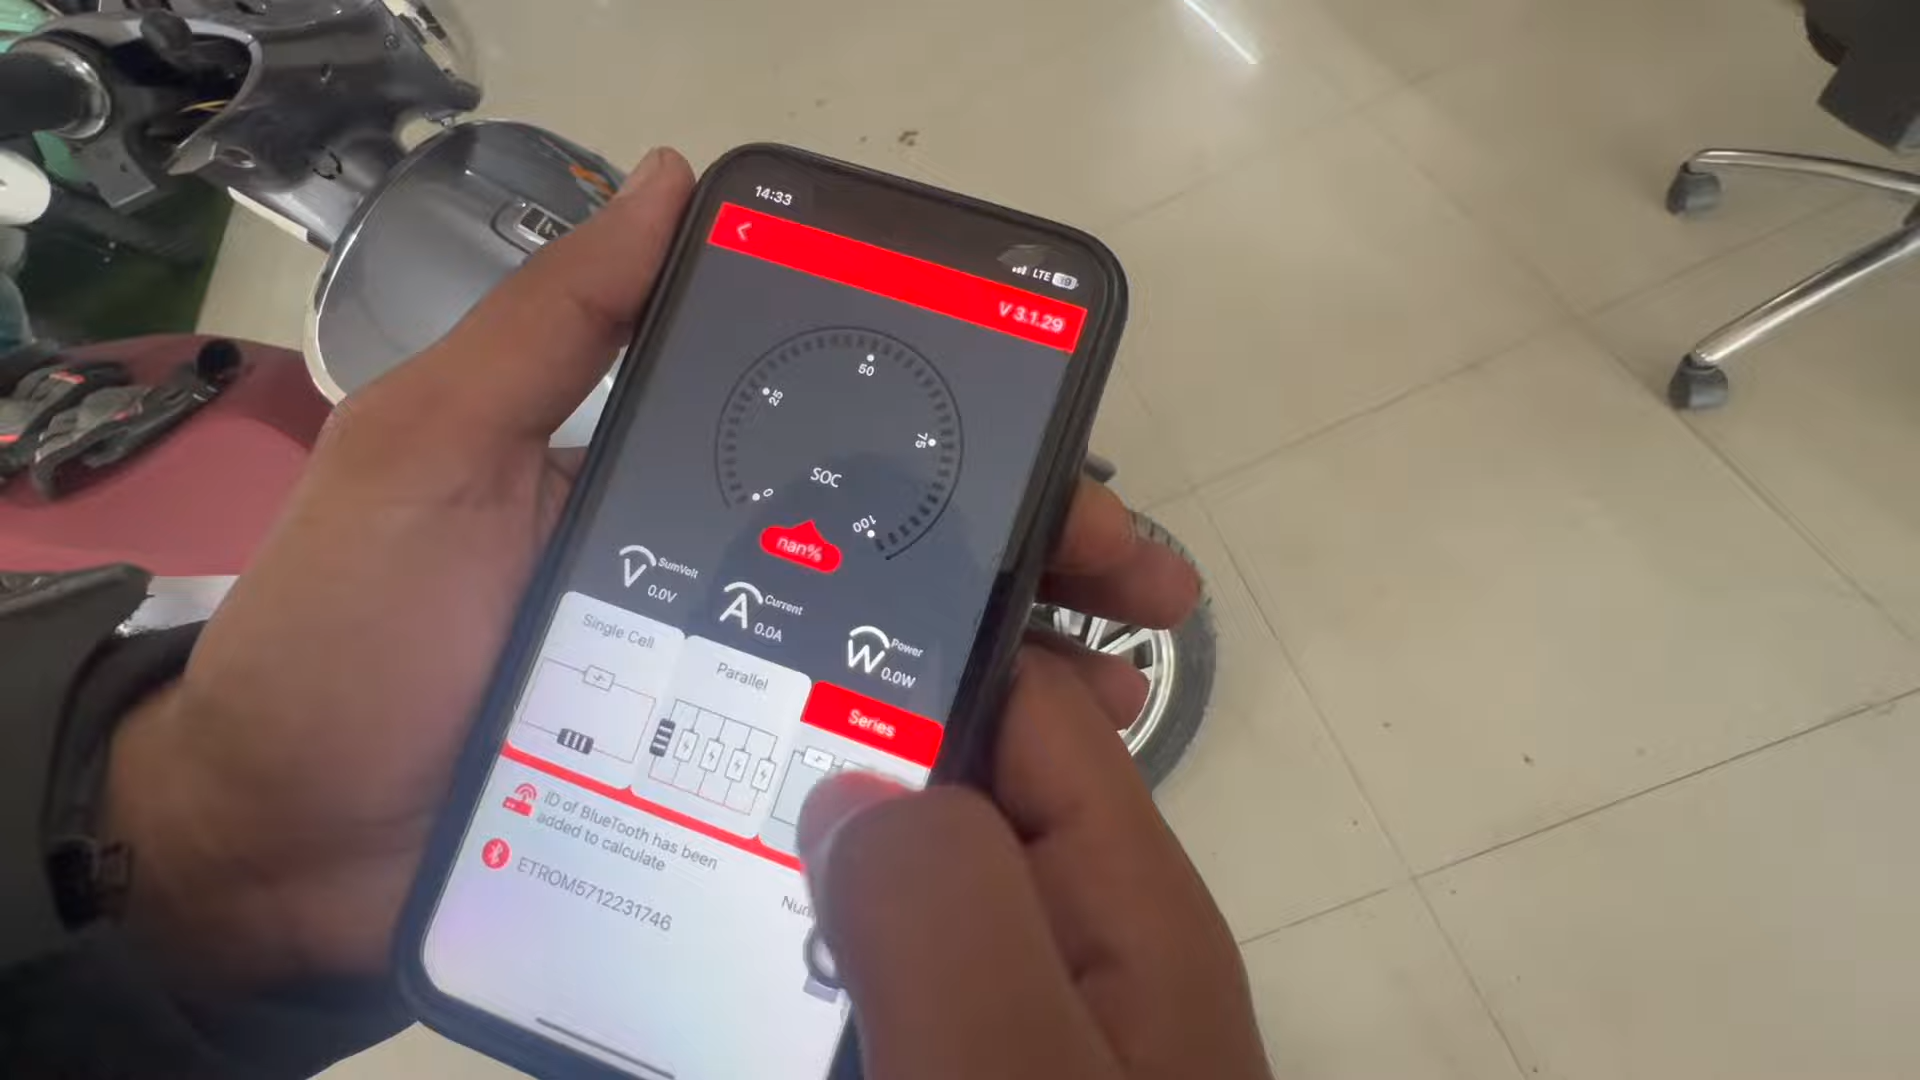 14:33
LTE
V 3.1.29
50
25
75
SOC
0
100
nan%
SumVolt
0.0V
Current
0.0A
Power
0.0W
Single Cell
Parallel
Series
ID of BlueTooth has been
added to calculate
ETROM5712231746